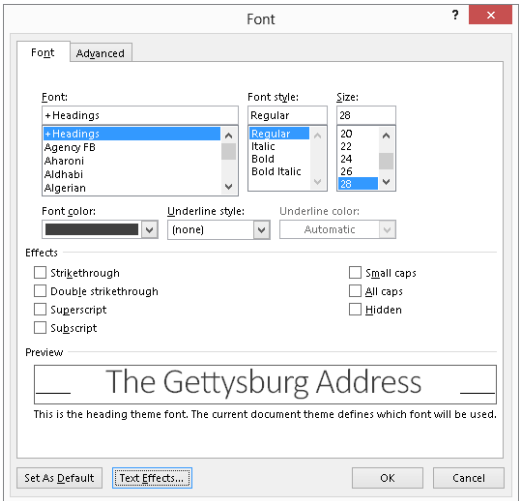 Font
?
Font Advanced
Font: Font style: Size:
+Headings Regular 28
+Headings Regular 20
Agency FB Italic 22
Aharoni Bold 24
Aldhabi Bold Italic 26
Algerian 28
Font color: Underline style: Underline color:
(none) Automatic
Effects
Strikethrough Small caps
Double strikethrough All caps
Superscript Hidden
Subscript
Preview
The Gettysburg Address
This is the heading theme font. The current document theme defines which font will be used.
Set As Default Text Effects... OK Cancel